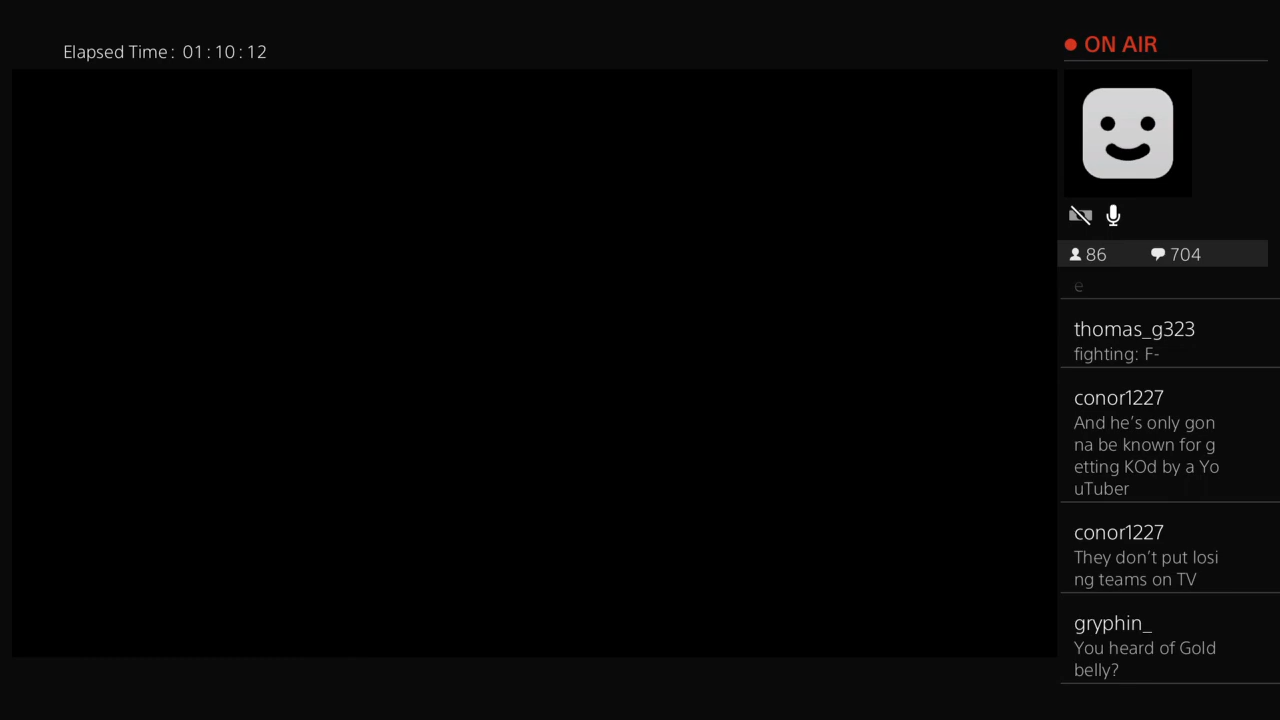 Elapsed Time: 01:10:12
ON AIR
86 704
e
thomas_g323
fighting: F-
conor1227
And he's only gon
na be known for g
etting KOd by a Yo
uTuber
conor1227
They don't put losi
ng teams on TV
gryphin_
You heard of Gold
belly?